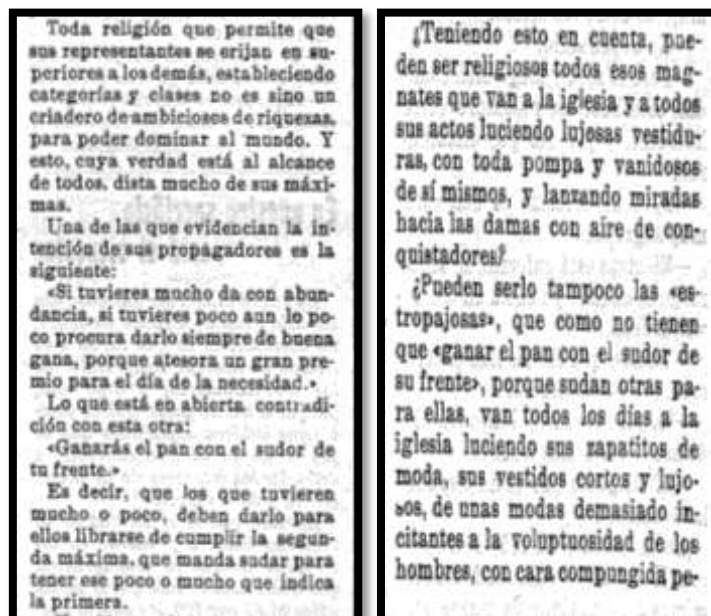 Toda religión que permite que
sus representantes se erijan en su-
periores a los demás, estableciendo
categorías y clases no es sino un
criadero de ambiciosos de riquezas,
para poder dominar al mundo. Y
esto, cuya verdad está al alcance
de todos, dista mucho de sus máxi-
mas.
Una de las que evidencian la in-
tención de sus propagadores es la
siguiente:
«Si tuvieres mucho da con abun-
dancia, si tuvieres poco aun lo po-
co procura darlo siempre de buena
gana, porque atesora un gran pre-
mio para el día de la necesidad.»
Lo que está en abierta contradi-
ción con esta otra:
«Ganarás el pan con el sudor de
tu frente.»
Es decir, que los que tuvieren
mucho o poco, deben darlo para
ellos librarse de cumplir la segun-
da máxima, que manda sudar para
tener ese poco o mucho que indica
la primera.
¿Teniendo esto en cuenta, pue-
den ser religiosos todos esos mag-
nates que van a la iglesia y a todos
sus actos luciendo lujosas vestidu-
ras, con toda pompa y vanidosos
de sí mismos, y lanzando miradas
hacia las damas con aire de con-
quistadores?
¿Pueden serlo tampoco las «es-
tropajosas», que como no tienen
que «ganar el pan con el sudor de
su frente», porque sudan otras pa-
ra ellas, van todos los días a la
iglesia luciendo sus zapatitos de
moda, sus vestidos cortos y lujo-
sos, de unas modas demasiado in-
citantes a la voluptuosidad de los
hombres, con cara compungida pe-